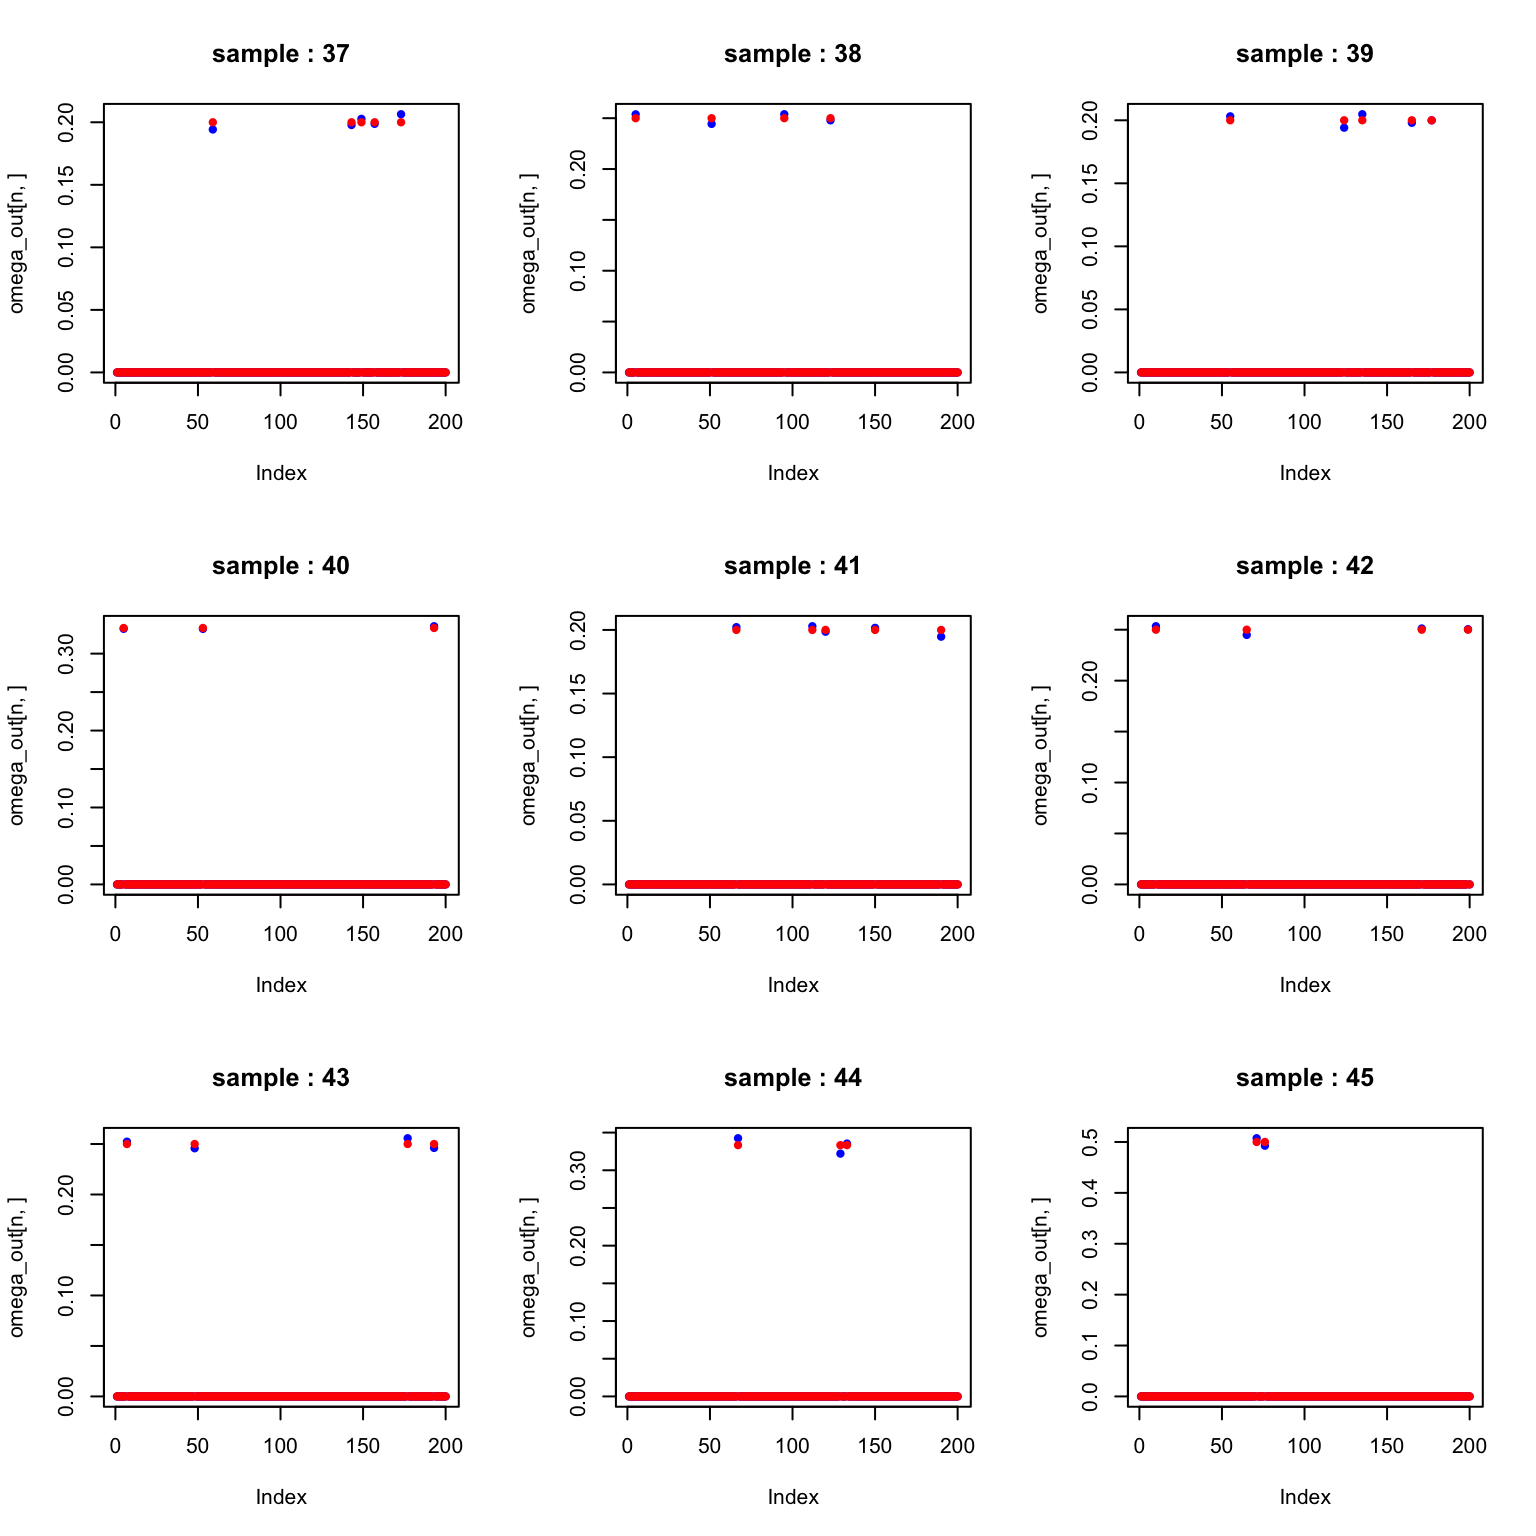 sample : 37
omega_out[n, ]
0.00 0.05 0.10 0.15 0.20
0 50 100 150 200
Index
sample : 38
omega_out[n, ]
0.00 0.10 0.20
0 50 100 150 200
Index
sample : 39
omega_out[n, ]
0.00 0.05 0.10 0.15 0.20
0 50 100 150 200
Index
sample : 40
omega_out[n, ]
0.00 0.10 0.20 0.30
0 50 100 150 200
Index
sample : 41
omega_out[n, ]
0.00 0.05 0.10 0.15 0.20
0 50 100 150 200
Index
sample : 42
omega_out[n, ]
0.00 0.10 0.20
0 50 100 150 200
Index
sample : 43
omega_out[n, ]
0.00 0.10 0.20
0 50 100 150 200
Index
sample : 44
omega_out[n, ]
0.00 0.10 0.20 0.30
0 50 100 150 200
Index
sample : 45
omega_out[n, ]
0.0 0.1 0.2 0.3 0.4 0.5
0 50 100 150 200
Index